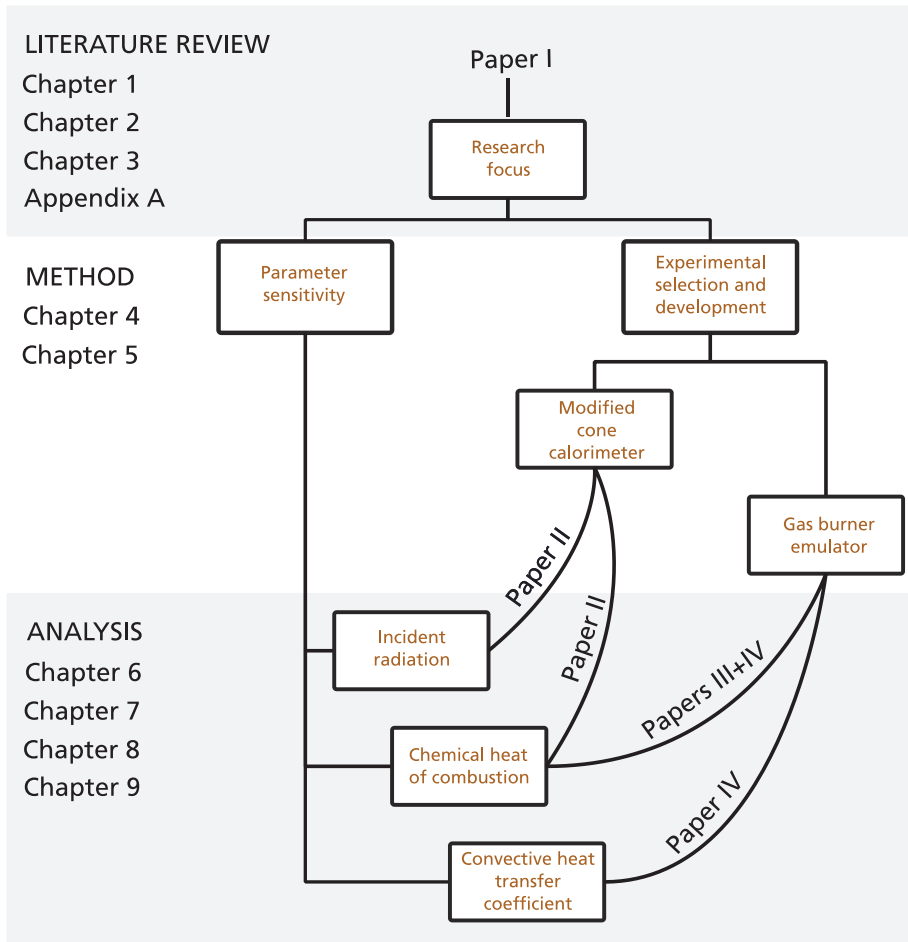 LITERATURE REVIEW
Chapter 1
Chapter 2
Chapter 3
Appendix A
Paper I
Research
focus
METHOD
Chapter 4
Chapter 5
Parameter
sensitivity
Experimental
selection and
development
Modified
cone
calorimeter
Gas burner
emulator
Paper II
Paper II
Papers III+IV
Paper IV
ANALYSIS
Chapter 6
Chapter 7
Chapter 8
Chapter 9
Incident
radiation
Chemical heat
of combustion
Convective heat
transfer
coefficient